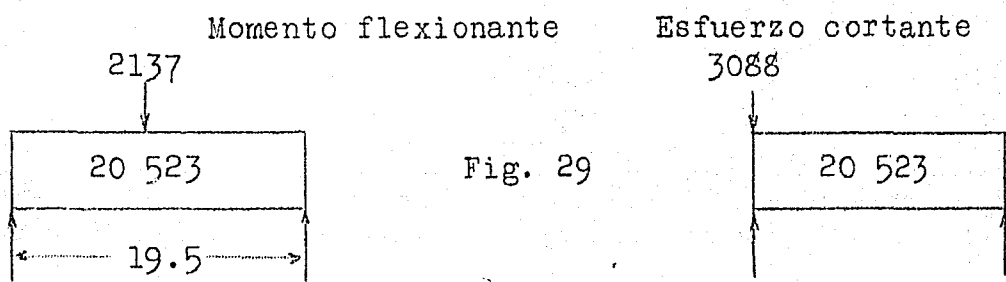 Momento flexionante Esfuerzo cortante
2137 3088
20 523 Fig. 29 20 523
19.5